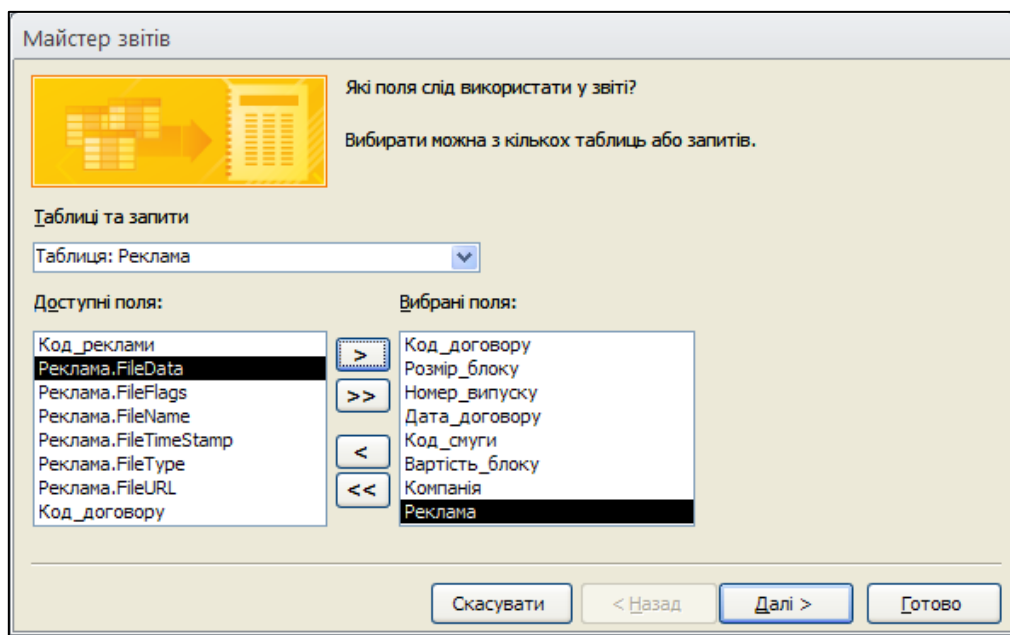 Майстер звітів
Які поля слід використати у звіті?
Вибирати можна з кількох таблиць або запитів.
Таблиці та запити
Таблиця: Реклама
Доступні поля:
Вибрані поля:
Код_реклами
Реклама.FileData
Реклама.FileFlags
Реклама.FileName
Реклама.FileTimeStamp
Реклама.FileType
Реклама.FileURL
Код_договору
>
>>
<
<<
Код_договору
Розмір_блоку
Номер_випуску
Дата_договору
Код_смуги
Вартість_блоку
Компанія
Реклама
Скасувати
< Назад
Далі >
Готово